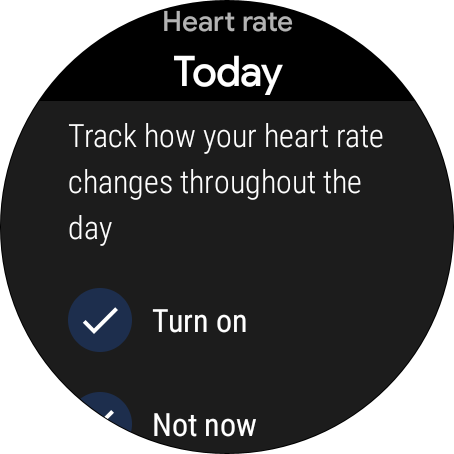 Heart rate
Today
Track how your heart rate
changes throughout the
day
Turn on
Not now